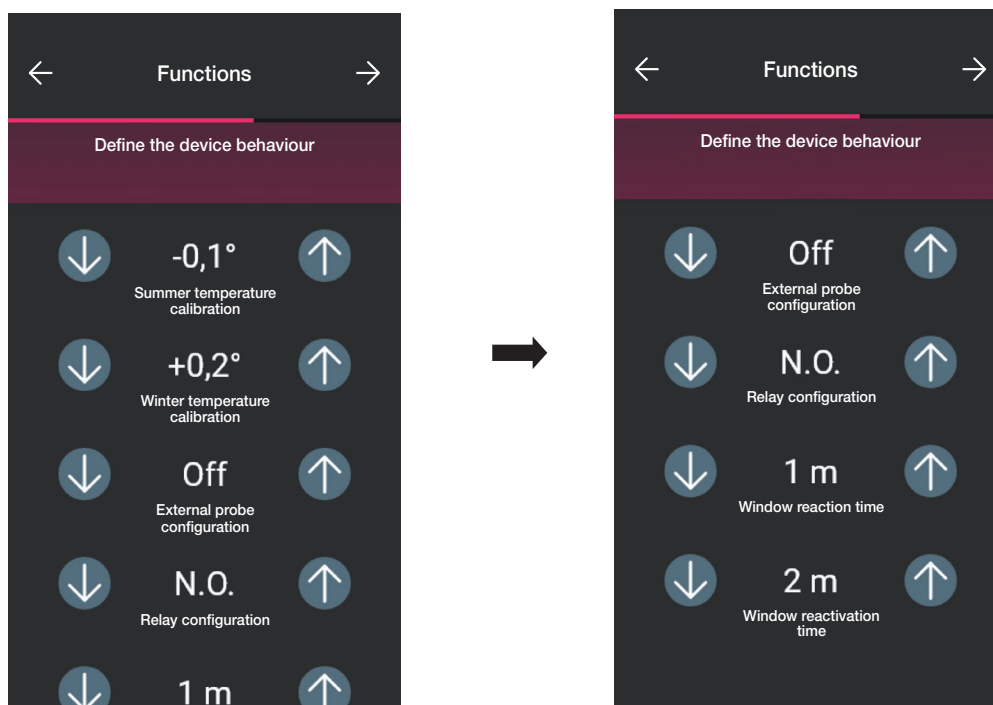 Functions
Define the device behaviour
-0,1°
Summer temperature
calibration
+0,2°
Winter temperature
calibration
Off
External probe
configuration
N.O.
Relay configuration
1 m
Functions
Define the device behaviour
Off
External probe
configuration
N.O.
Relay configuration
1 m
Window reaction time
2 m
Window reactivation
time